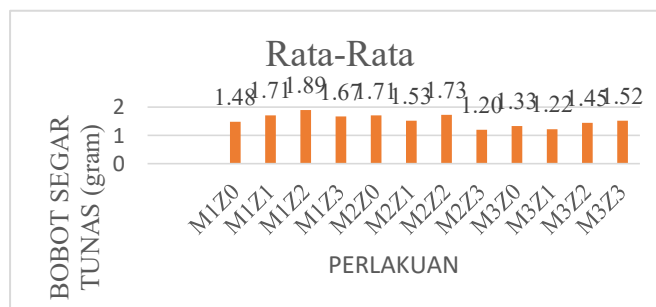 Rata-Rata
1.48 1.71 1.89 1.67 1.71 1.53 1.73 1.20 1.33 1.22 1.45 1.52
2
1
0
BOBOT SEGAR
TUNAS (gram)
M1Z0 M1Z1 M1Z2 M1Z3 M2Z0 M2Z1 M2Z2 M2Z3 M3Z0 M3Z1 M3Z2 M3Z3
PERLAKUAN